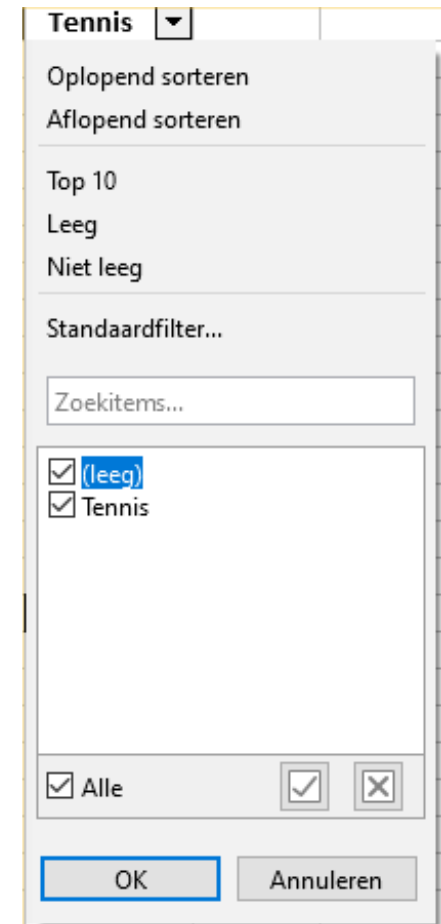 Tennis
Oplopend sorteren
Aflopend sorteren
Top 10
Leeg
Niet leeg
Standaardfilter...
Zoekitems...
(leeg)
Tennis
Alle
OK Annuleren